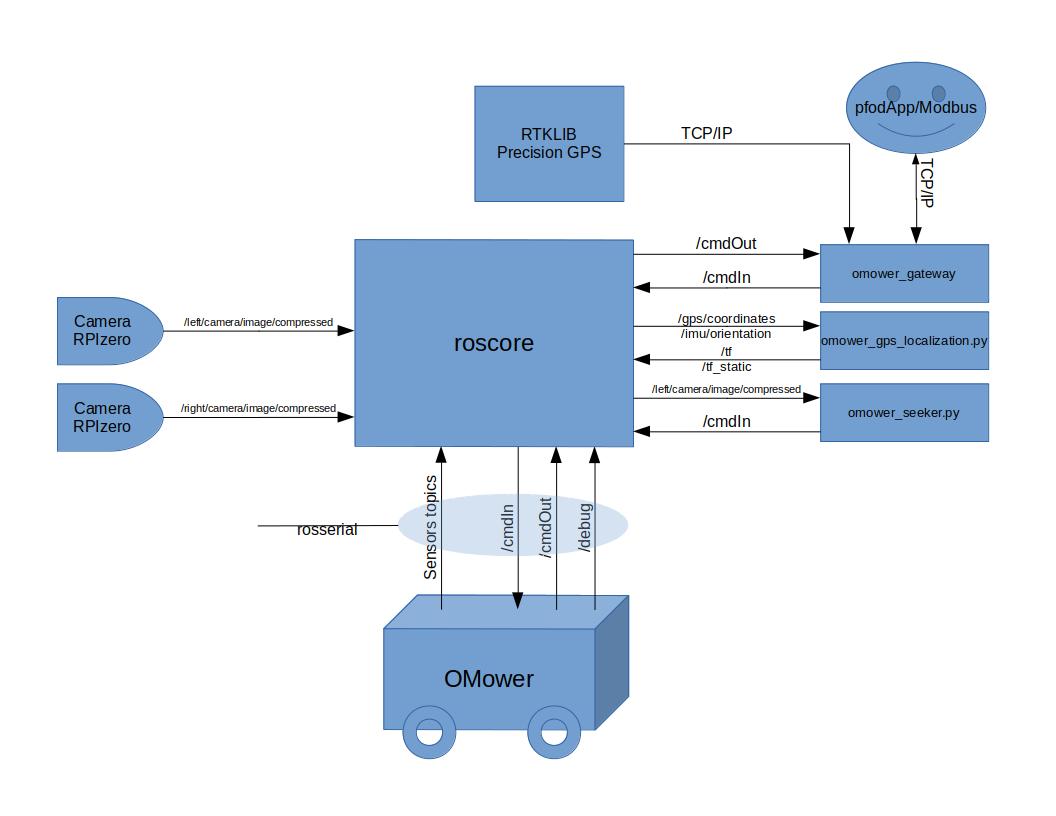 pfodApp/Modbus
RTKLIB
Precision GPS
TCP/IP
TCP/IP
/cmdOut
/cmdIn
omower_gateway
/gps/coordinates
/imu/orientation
/tf
/tf_static
omower_gps_localization.py
/left/camera/image/compressed
/cmdIn
omower_seeker.py
roscore
Camera
RPIzero
/left/camera/image/compressed
Camera
RPIzero
/right/camera/image/compressed
rosserial
Sensors topics
/cmdIn
/cmdOut
/debug
OMower